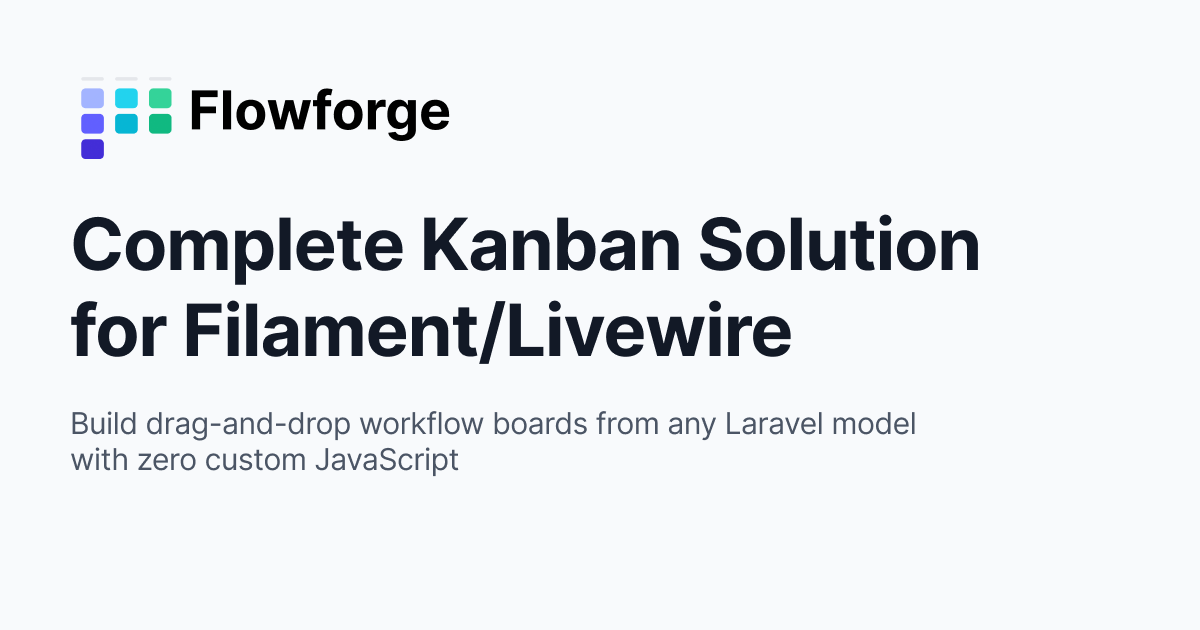 Flowforge
Complete Kanban Solution
for Filament/Livewire
Build drag-and-drop workflow boards from any Laravel model
with zero custom JavaScript